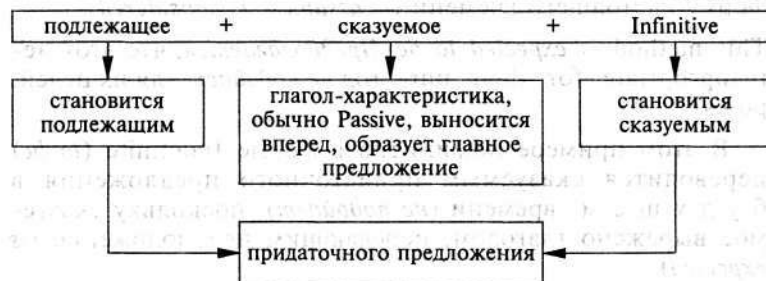 подлежащее + сказуемое + Infinitive
становится
подлежащим
глагол-характеристика,
обычно Passive, выносится
вперед, образует главное
предложение
становится
сказуемым
придаточного предложения